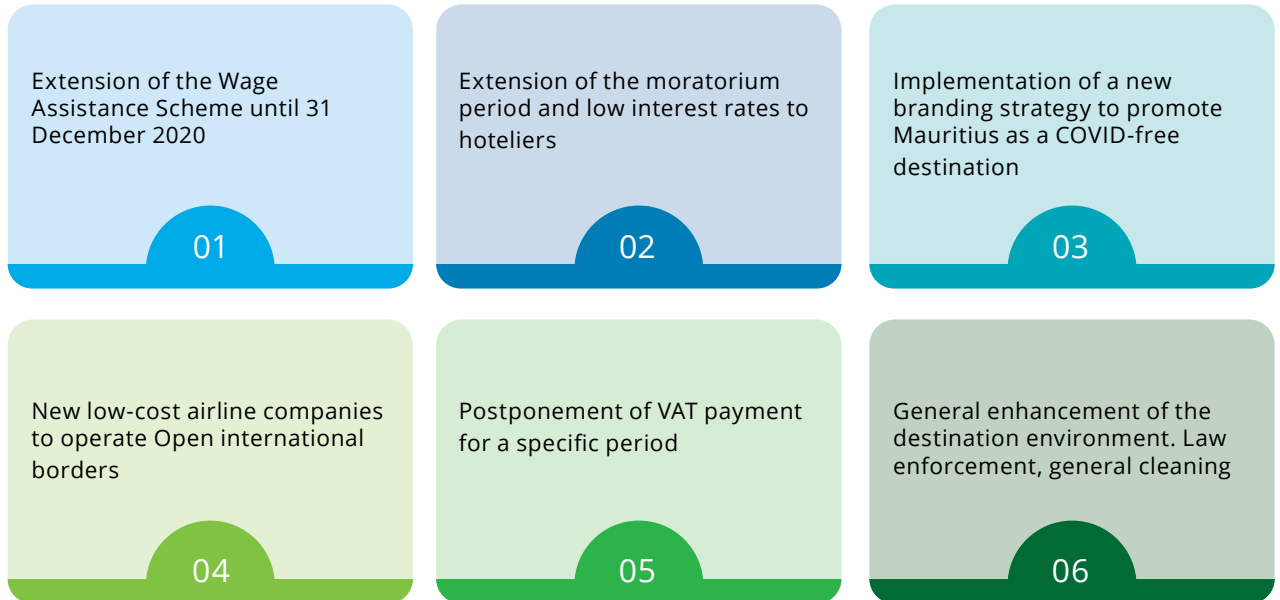 Extension of the Wage
Assistance Scheme until 31
December 2020
01
Extension of the moratorium
period and low interest rates to
hoteliers
02
Implementation of a new
branding strategy to promote
Mauritius as a COVID-free
destination
03
New low-cost airline companies
to operate Open international
borders
04
Postponement of VAT payment
for a specific period
05
General enhancement of the
destination environment. Law
enforcement, general cleaning
06